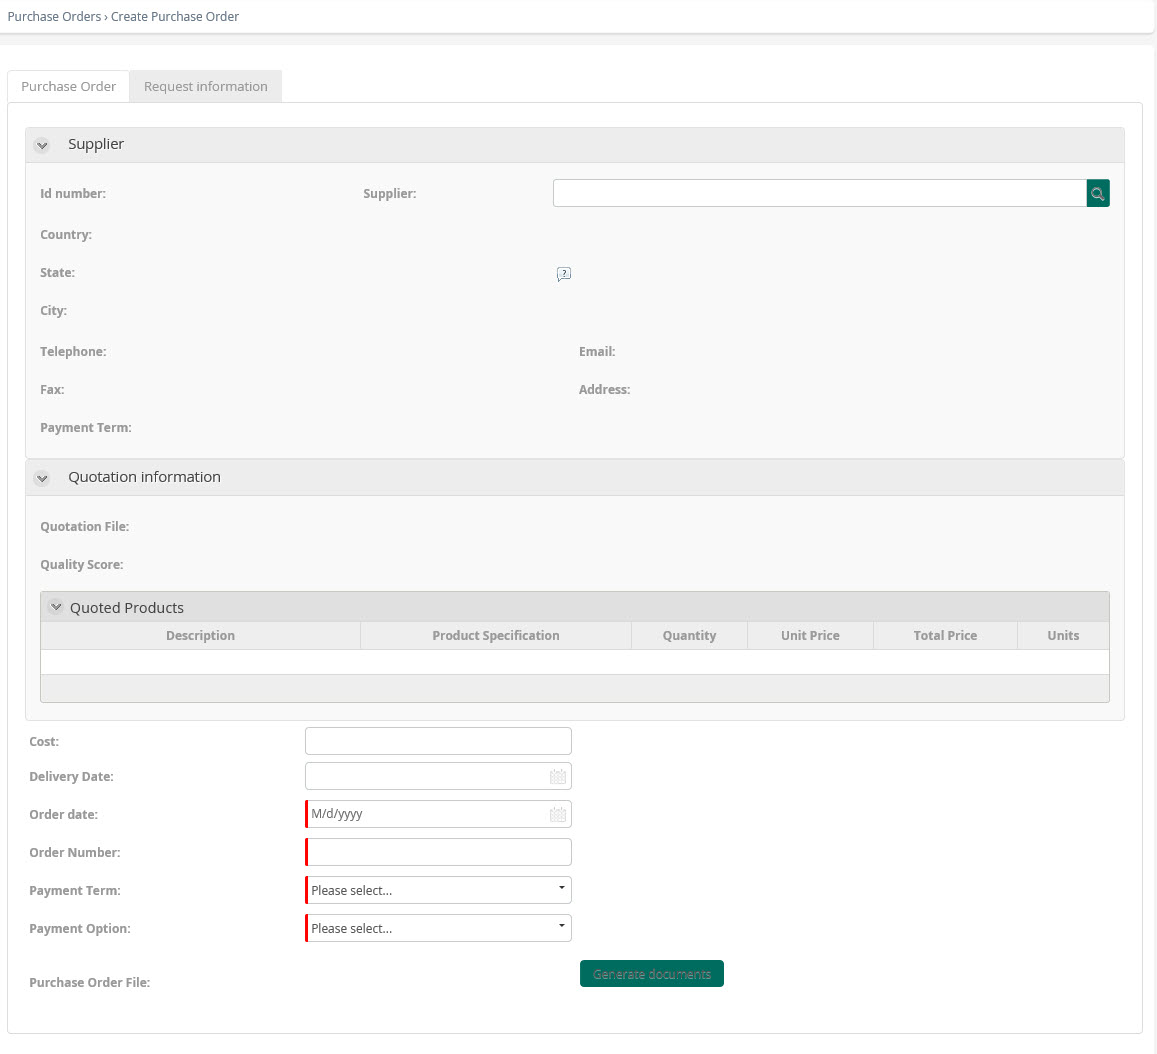 Purchase Orders › Create Purchase Order
Purchase Order Request information
Supplier
Id number: Supplier:
Country:
State: ?
City:
Telephone: Email:
Fax: Address:
Payment Term:
Quotation information
Quotation File:
Quality Score:
Quoted Products
Description Product Specification Quantity Unit Price Total Price Units
Cost:
Delivery Date:
Order date: M/d/yyyy
Order Number:
Payment Term: Please select...
Payment Option: Please select...
Generate documents
Purchase Order File: